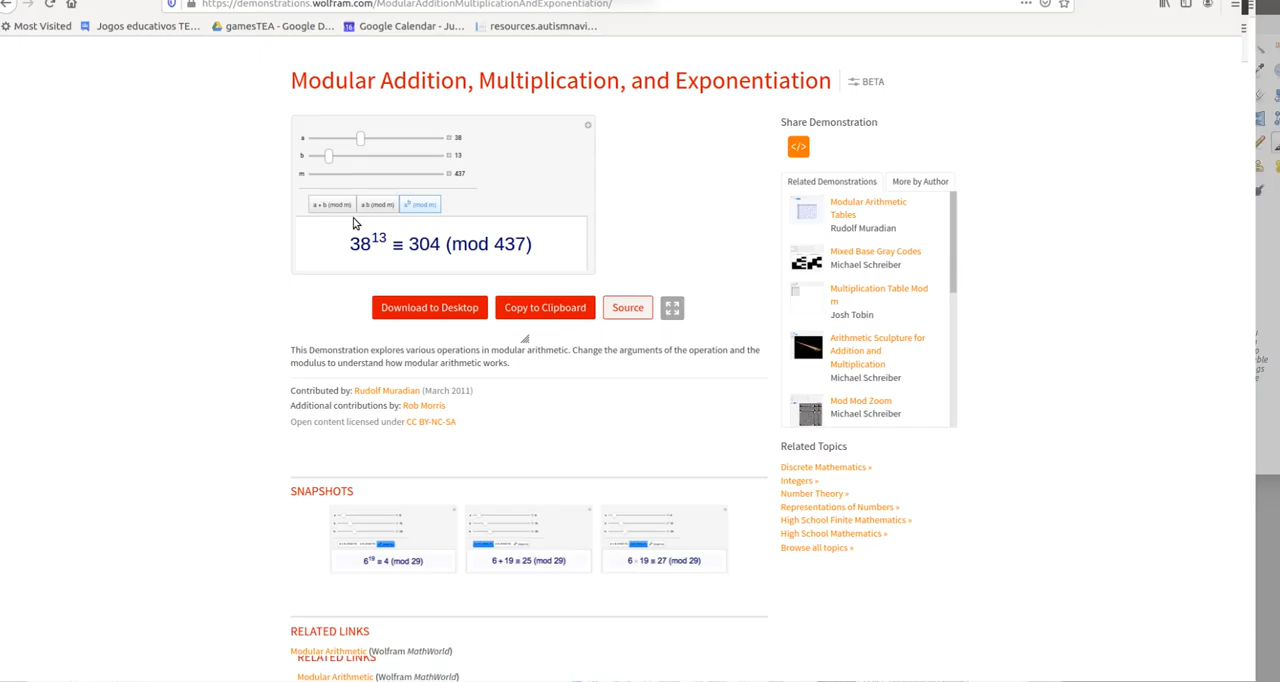 https://demonstrations.wolfram.com/ModularAdditionMultiplicationAndExponentiation/
Most Visited Jogos educativos TE... gamesTEA - Google D... Google Calendar - Ju... resources.autismnavi...
Modular Addition, Multiplication, and Exponentiation BETA
a 38
b 13
m 437
a + b (mod m) a b (mod m) a^b (mod m)
38^13 ≡ 304 (mod 437)
Download to Desktop Copy to Clipboard Source
This Demonstration explores various operations in modular arithmetic. Change the arguments of the operation and the
modulus to understand how modular arithmetic works.
Contributed by: Rudolf Muradian (March 2011)
Additional contributions by: Rob Morris
Open content licensed under CC BY-NC-SA
SNAPSHOTS
6^19 ≡ 4 (mod 29) 6 + 19 ≡ 25 (mod 29) 6 · 19 ≡ 27 (mod 29)
RELATED LINKS
Modular Arithmetic (Wolfram MathWorld)
RELATED LINKS
Modular Arithmetic (Wolfram MathWorld)
Share Demonstration
</>
Related Demonstrations More by Author
Modular Arithmetic
Tables
Rudolf Muradian
Mixed Base Gray Codes
Michael Schreiber
Multiplication Table Mod
m
Josh Tobin
Arithmetic Sculpture for
Addition and
Multiplication
Michael Schreiber
Mod Mod Zoom
Michael Schreiber
Related Topics
Discrete Mathematics »
Integers »
Number Theory »
Representations of Numbers »
High School Finite Mathematics »
High School Mathematics »
Browse all topics »